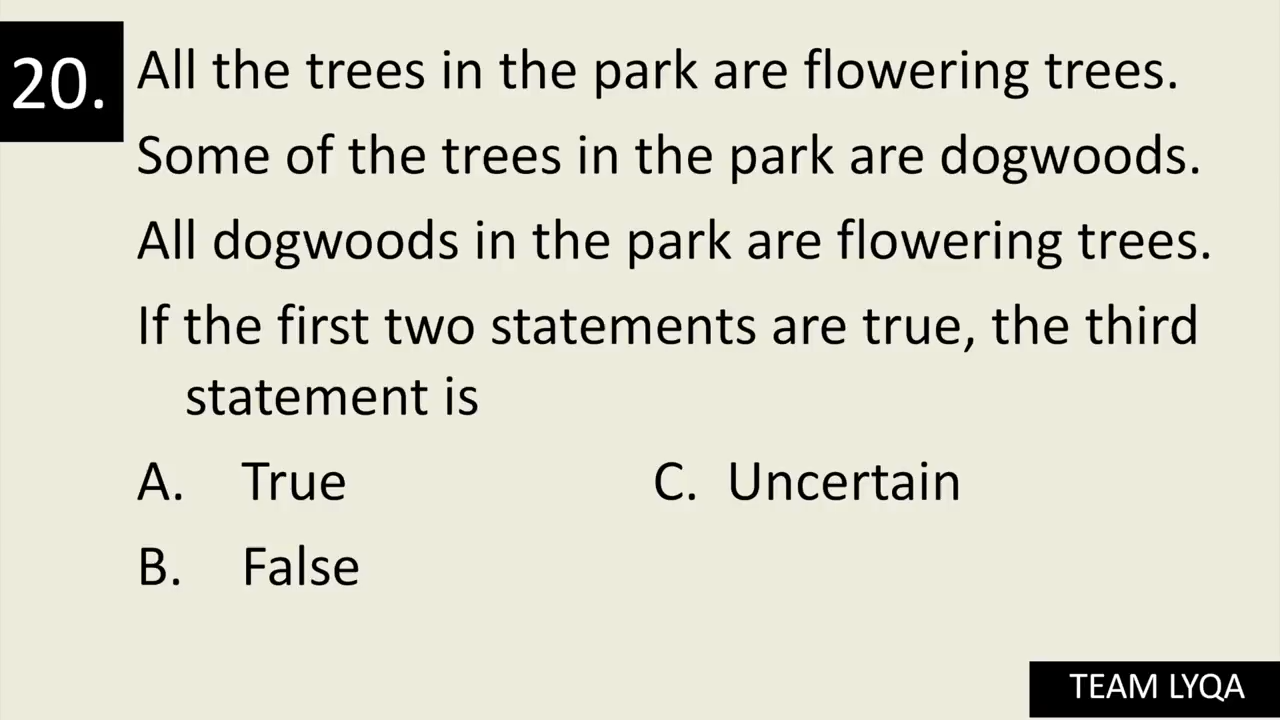 20. All the trees in the park are flowering trees.
Some of the trees in the park are dogwoods.
All dogwoods in the park are flowering trees.
If the first two statements are true, the third
statement is
A. True C. Uncertain
B. False
TEAM LYQA